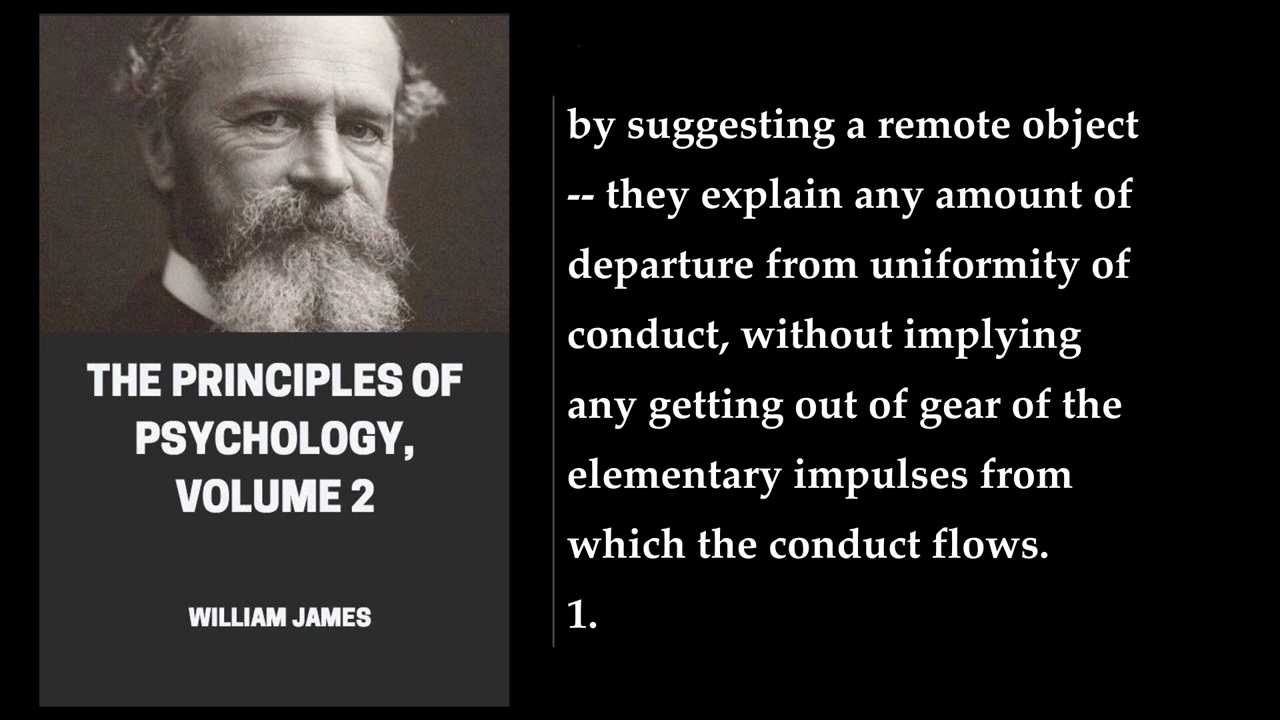 THE PRINCIPLES OF
PSYCHOLOGY,
VOLUME 2
WILLIAM JAMES
by suggesting a remote object
-- they explain any amount of
departure from uniformity of
conduct, without implying
any getting out of gear of the
elementary impulses from
which the conduct flows.
1.